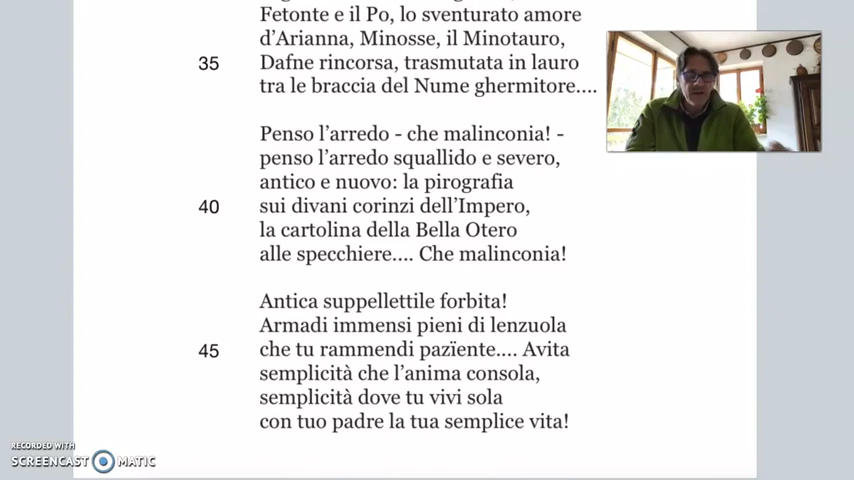 Fetonte e il Po, lo sventurato amore
d’Arianna, Minosse, il Minotauro,
35 Dafne rincorsa, trasmutata in lauro
tra le braccia del Nume ghermitore....
Penso l’arredo - che malinconia! -
penso l’arredo squallido e severo,
antico e nuovo: la pirografia
40 sui divani corinzi dell’Impero,
la cartolina della Bella Otero
alle specchiere.... Che malinconia!
Antica suppellettile forbita!
Armadi immensi pieni di lenzuola
45 che tu rammendi pazïente.... Avita
semplicità che l’anima consola,
semplicità dove tu vivi sola
con tuo padre la tua semplice vita!
RECORDED WITH
SCREENCAST MATIC